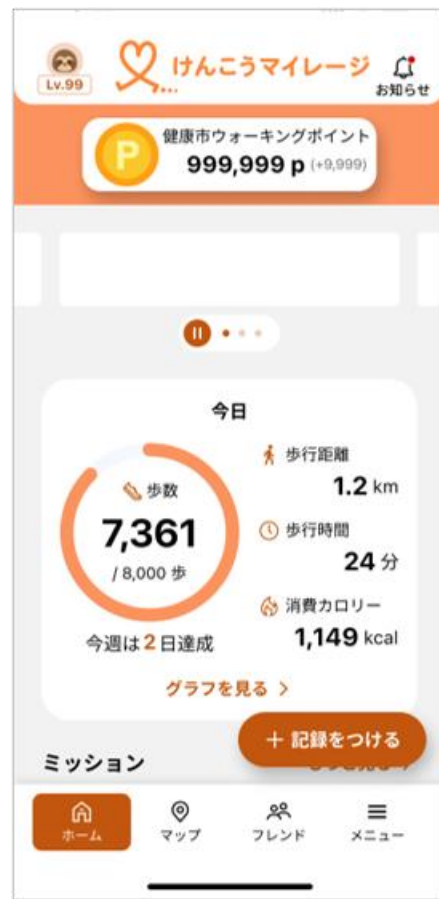 Lv.99
けんこうマイレージ
お知らせ
P
健康市ウォーキングポイント
999,999 p (+9,999)
今日
歩数
7,361
/ 8,000 歩
今週は2日達成
歩行距離
1.2 km
歩行時間
24 分
消費カロリー
1,149 kcal
グラフを見る >
+ 記録をつける
ミッション
ホーム
マップ
フレンド
メニュー